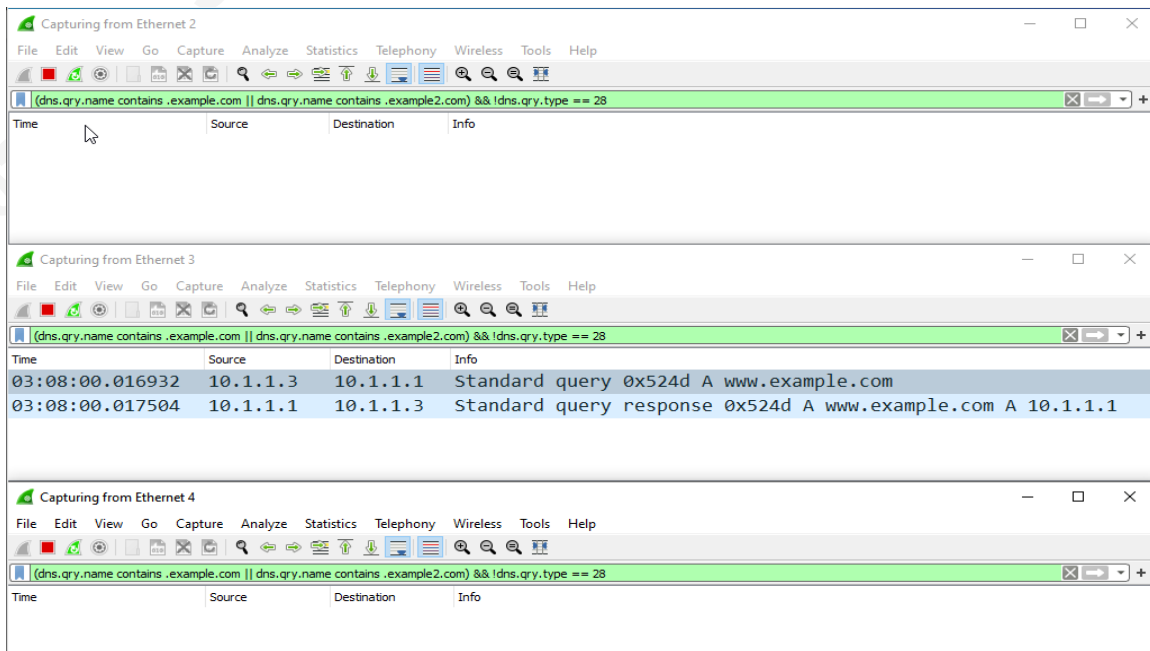 Capturing from Ethernet 2
File Edit View Go Capture Analyze Statistics Telephony Wireless Tools Help
(dns.qry.name contains .example.com || dns.qry.name contains .example2.com) && !dns.qry.type == 28
Time Source Destination Info
Capturing from Ethernet 3
File Edit View Go Capture Analyze Statistics Telephony Wireless Tools Help
(dns.qry.name contains .example.com || dns.qry.name contains .example2.com) && !dns.qry.type == 28
Time Source Destination Info
03:08:00.016932 10.1.1.3 10.1.1.1 Standard query 0x524d A www.example.com
03:08:00.017504 10.1.1.1 10.1.1.3 Standard query response 0x524d A www.example.com A 10.1.1.1
Capturing from Ethernet 4
File Edit View Go Capture Analyze Statistics Telephony Wireless Tools Help
(dns.qry.name contains .example.com || dns.qry.name contains .example2.com) && !dns.qry.type == 28
Time Source Destination Info